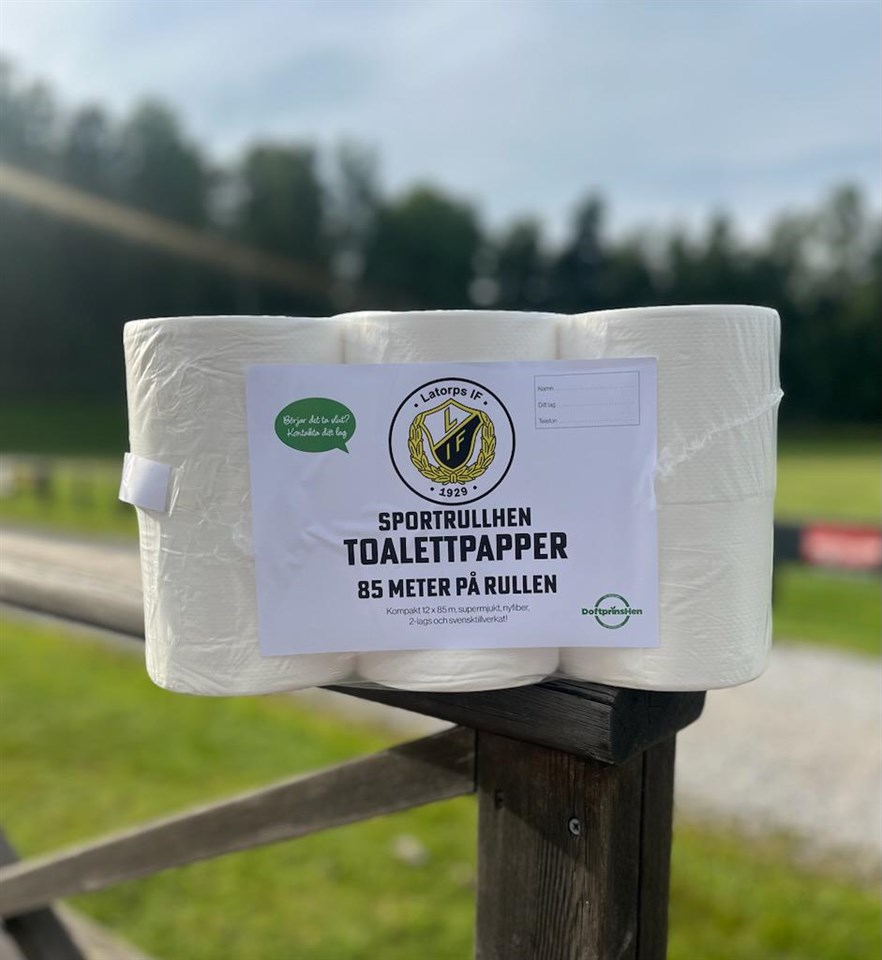 Börjar det ta slut?
Kontakta ditt lag
Latorps IF
L
IF
1929
Namn
Ditt lag
Telefon
SPORTRULLHEN
TOALETTPAPPER
85 METER PÅ RULLEN
Kompakt 12 x 85 m, supermjukt, nyfiber,
2-lags och svensktillverkat!
DoftprinsHen